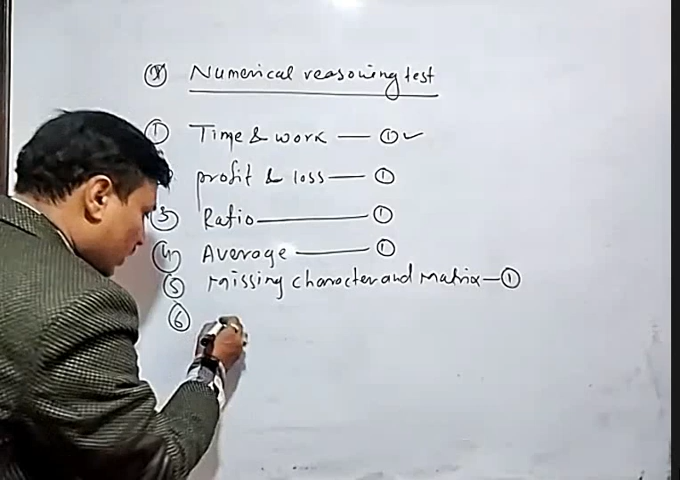 * Numerical reasoning test
1 Time & work — 1 ✓
profit & loss — 1
3 Ratio — 1
4 Average — 1
5 Missing character and Matrix — 1
6